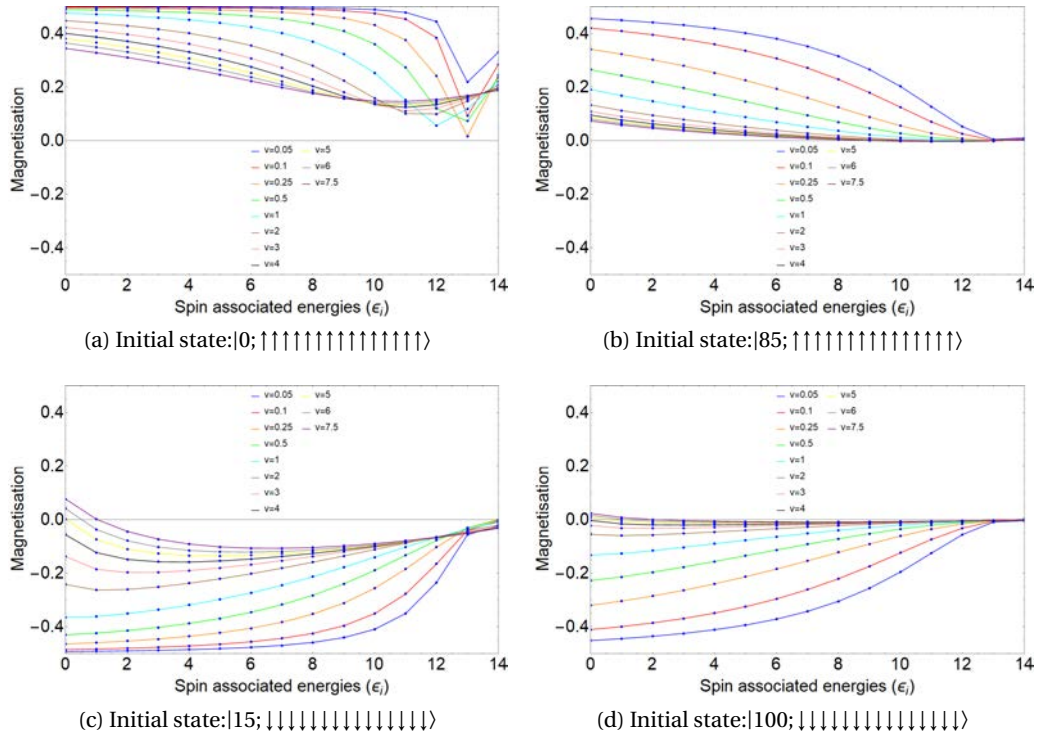 0.4
0.2
0.0
−0.2
−0.4
Magnetisation
v=0.05 v=5
v=0.1 v=6
v=0.25 v=7.5
v=0.5
v=1
v=2
v=3
v=4
0 2 4 6 8 10 12 14
Spin associated energies (ϵi)
(a) Initial state:|0;↑↑↑↑↑↑↑↑↑↑↑↑↑↑↑⟩
0.4
0.2
0.0
−0.2
−0.4
Magnetisation
v=0.05 v=5
v=0.1 v=6
v=0.25 v=7.5
v=0.5
v=1
v=2
v=3
v=4
0 2 4 6 8 10 12 14
Spin associated energies (ϵi)
(b) Initial state:|85;↑↑↑↑↑↑↑↑↑↑↑↑↑↑↑⟩
0.4
0.2
0.0
−0.2
−0.4
Magnetisation
v=0.05 v=5
v=0.1 v=6
v=0.25 v=7.5
v=0.5
v=1
v=2
v=3
v=4
0 2 4 6 8 10 12 14
Spin associated energies (ϵi)
(c) Initial state:|15;↓↓↓↓↓↓↓↓↓↓↓↓↓↓↓⟩
0.4
0.2
0.0
−0.2
−0.4
Magnetisation
v=0.05 v=5
v=0.1 v=6
v=0.25 v=7.5
v=0.5
v=1
v=2
v=3
v=4
0 2 4 6 8 10 12 14
Spin associated energies (ϵi)
(d) Initial state:|100;↓↓↓↓↓↓↓↓↓↓↓↓↓↓↓⟩